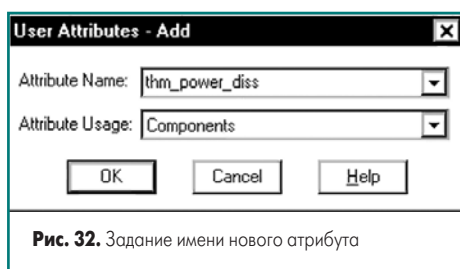 User Attributes - Add
Attribute Name: thm_power_diss
Attribute Usage: Components
OK Cancel Help
Рис. 32. Задание имени нового атрибута